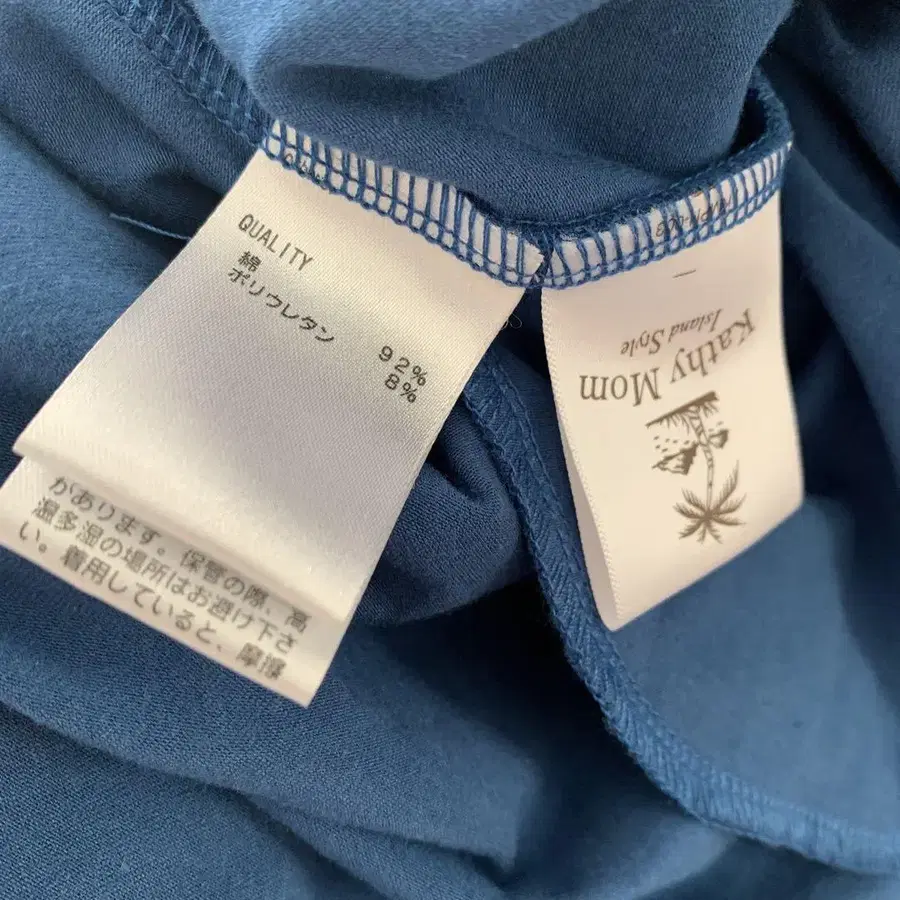 QUALITY
綿 92%
ポリウレタン 8%
があります。保管の際、高
温多湿の場所はお避け下さ
い。着用していると、摩擦
Kathy Mom
Island Style